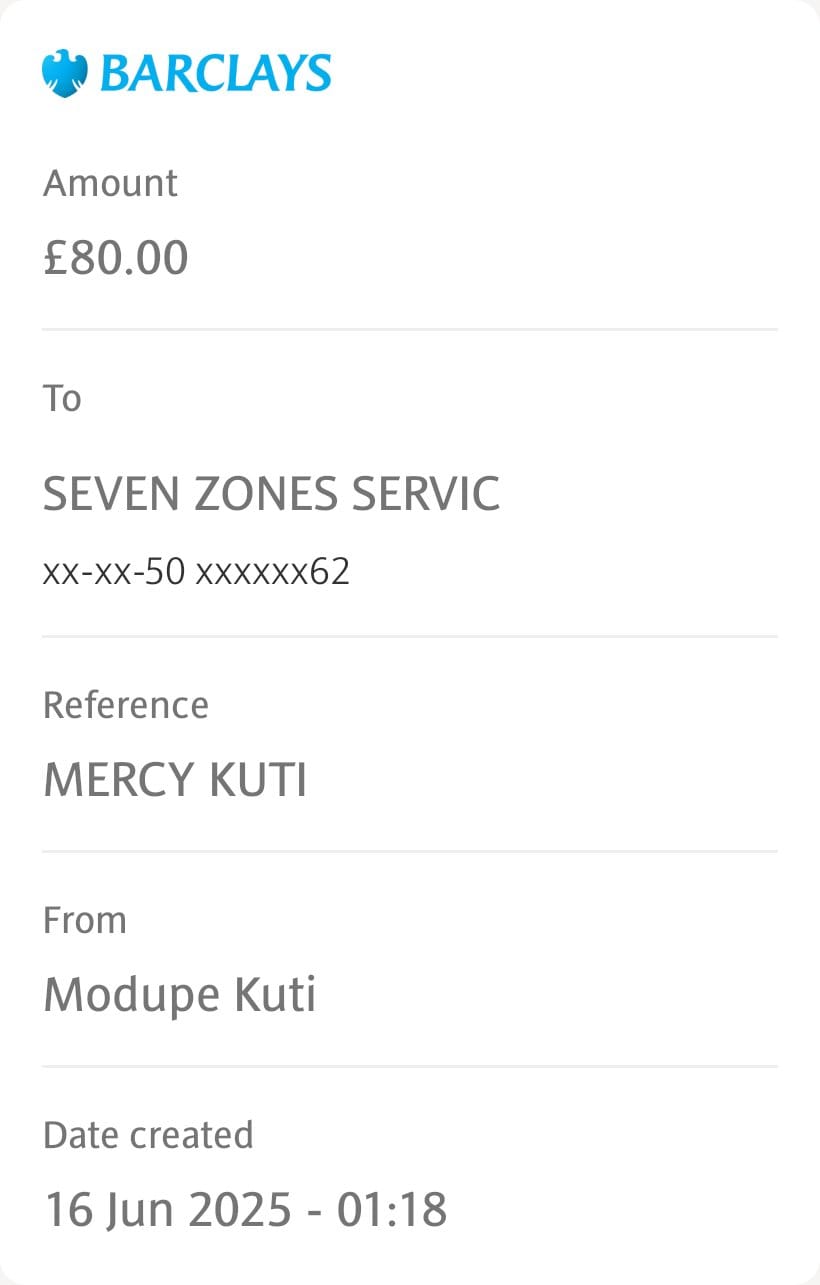 BARCLAYS
Amount
£80.00
To
SEVEN ZONES SERVIC
xx-xx-50 xxxxxx62
Reference
MERCY KUTI
From
Modupe Kuti
Date created
16 Jun 2025 - 01:18